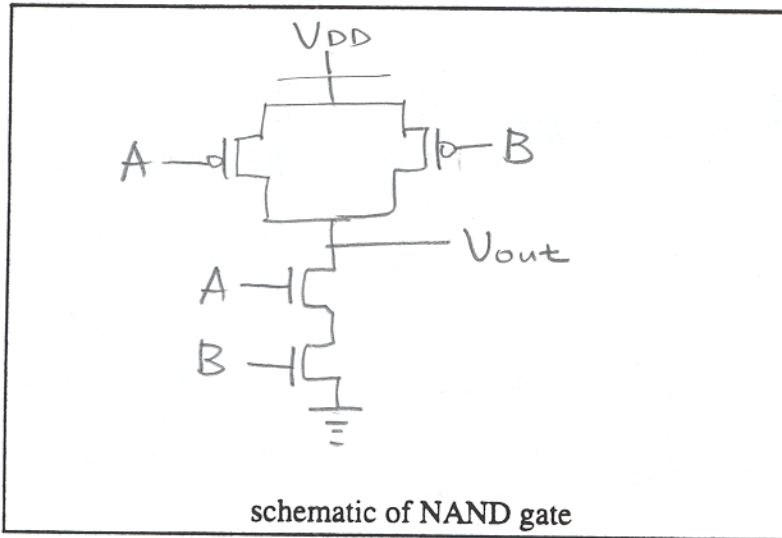 VDD
A B
Vout
A
B
schematic of NAND gate